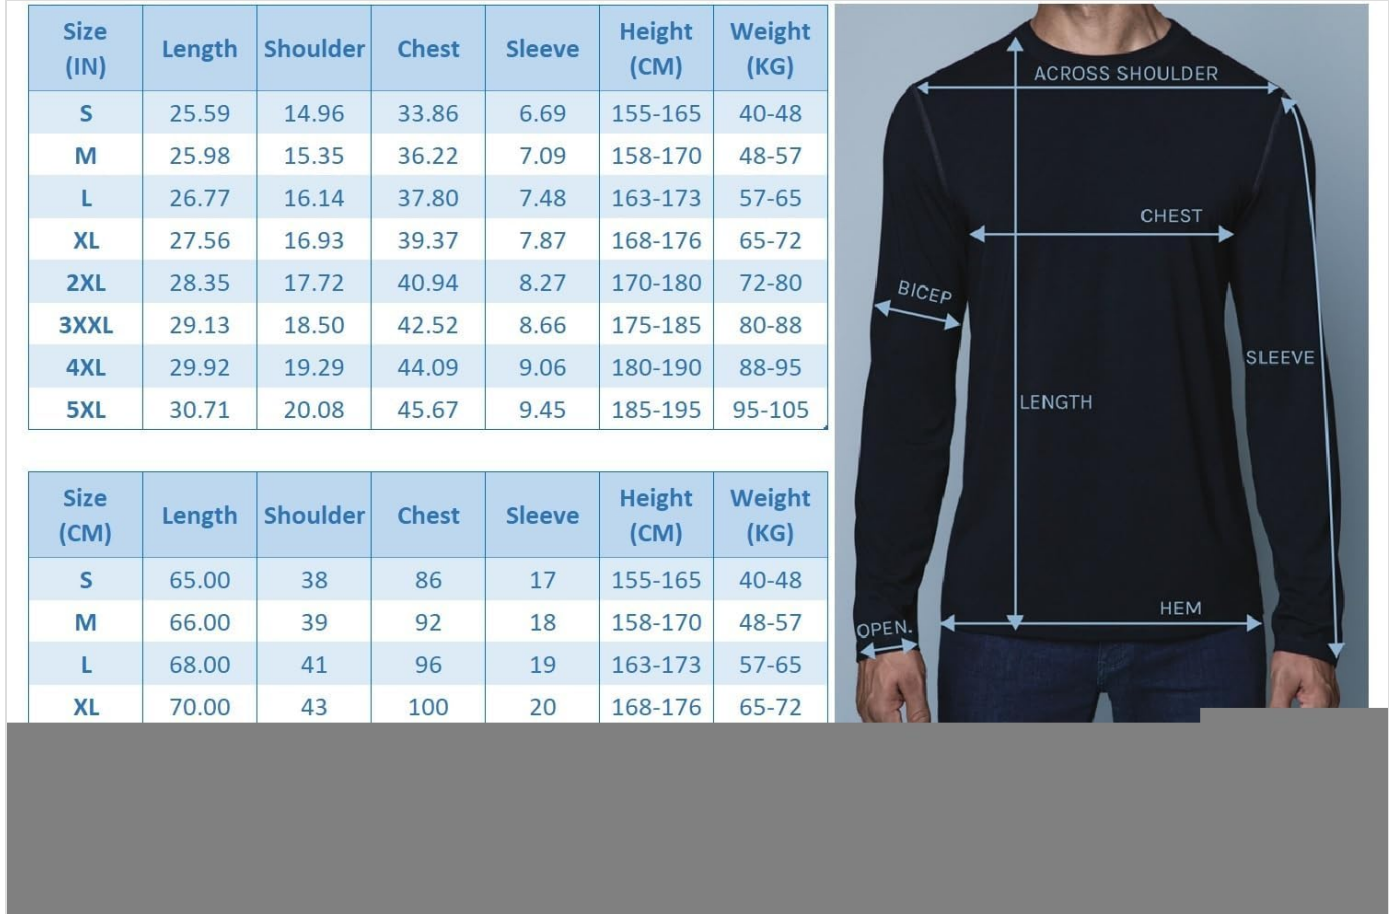 Size (IN) Length Shoulder Chest Sleeve Height (CM) Weight (KG)
S 25.59 14.96 33.86 6.69 155-165 40-48
M 25.98 15.35 36.22 7.09 158-170 48-57
L 26.77 16.14 37.80 7.48 163-173 57-65
XL 27.56 16.93 39.37 7.87 168-176 65-72
2XL 28.35 17.72 40.94 8.27 170-180 72-80
3XXL 29.13 18.50 42.52 8.66 175-185 80-88
4XL 29.92 19.29 44.09 9.06 180-190 88-95
5XL 30.71 20.08 45.67 9.45 185-195 95-105
Size (CM) Length Shoulder Chest Sleeve Height (CM) Weight (KG)
S 65.00 38 86 17 155-165 40-48
M 66.00 39 92 18 158-170 48-57
L 68.00 41 96 19 163-173 57-65
XL 70.00 43 100 20 168-176 65-72
ACROSS SHOULDER
CHEST
BICEP
SLEEVE
LENGTH
HEM
OPEN.